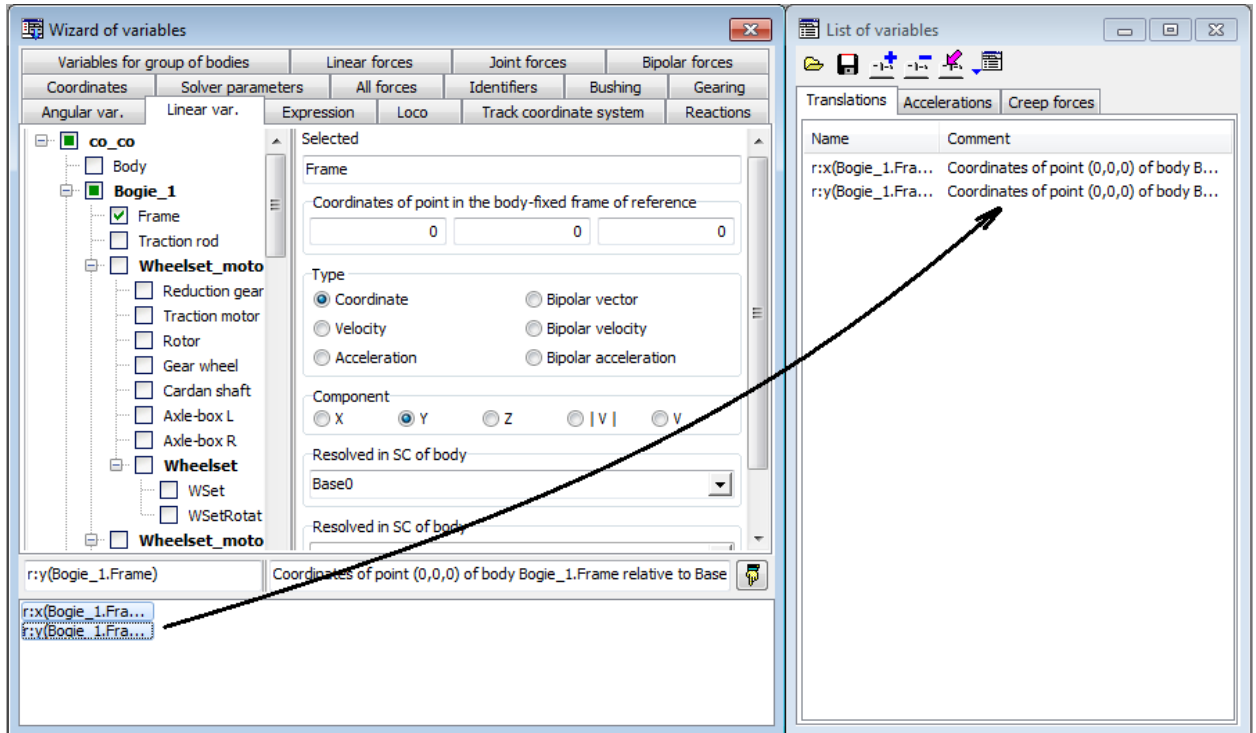 Wizard of variables
Variables for group of bodies Linear forces Joint forces Bipolar forces
Coordinates Solver parameters All forces Identifiers Bushing Gearing
Angular var. Linear var. Expression Loco Track coordinate system Reactions
co_co
Body
Bogie_1
Frame
Traction rod
Wheelset_moto
Reduction gear
Traction motor
Rotor
Gear wheel
Cardan shaft
Axle-box L
Axle-box R
Wheelset
WSet
WSetRotat
Wheelset_moto
Selected
Frame
Coordinates of point in the body-fixed frame of reference
0 0 0
Type
Coordinate Bipolar vector
Velocity Bipolar velocity
Acceleration Bipolar acceleration
Component
X Y Z | V | V
Resolved in SC of body
Base0
Resolved in SC of body
r:y(Bogie_1.Frame) Coordinates of point (0,0,0) of body Bogie_1.Frame relative to Base
r:x(Bogie_1.Fra...
r:y(Bogie_1.Fra...
List of variables
Translations Accelerations Creep forces
Name Comment
r:x(Bogie_1.Fra... Coordinates of point (0,0,0) of body B...
r:y(Bogie_1.Fra... Coordinates of point (0,0,0) of body B...